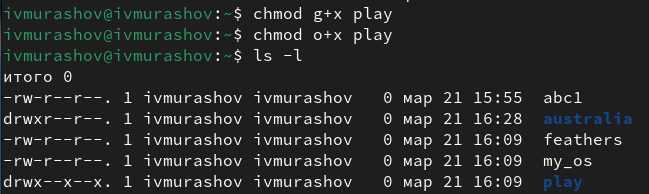 ivmurashov@ivmurashov:~$ chmod g+x play
ivmurashov@ivmurashov:~$ chmod o+x play
ivmurashov@ivmurashov:~$ ls -l
итого 0
-rw-r--r--. 1 ivmurashov ivmurashov   0 мар 21 15:55  abc1
drwxr--r--. 1 ivmurashov ivmurashov   0 мар 21 16:28  australia
-rw-r--r--. 1 ivmurashov ivmurashov   0 мар 21 16:09  feathers
-rw-r--r--. 1 ivmurashov ivmurashov   0 мар 21 16:09  my_os
drwx--x--x. 1 ivmurashov ivmurashov   0 мар 21 16:09  play